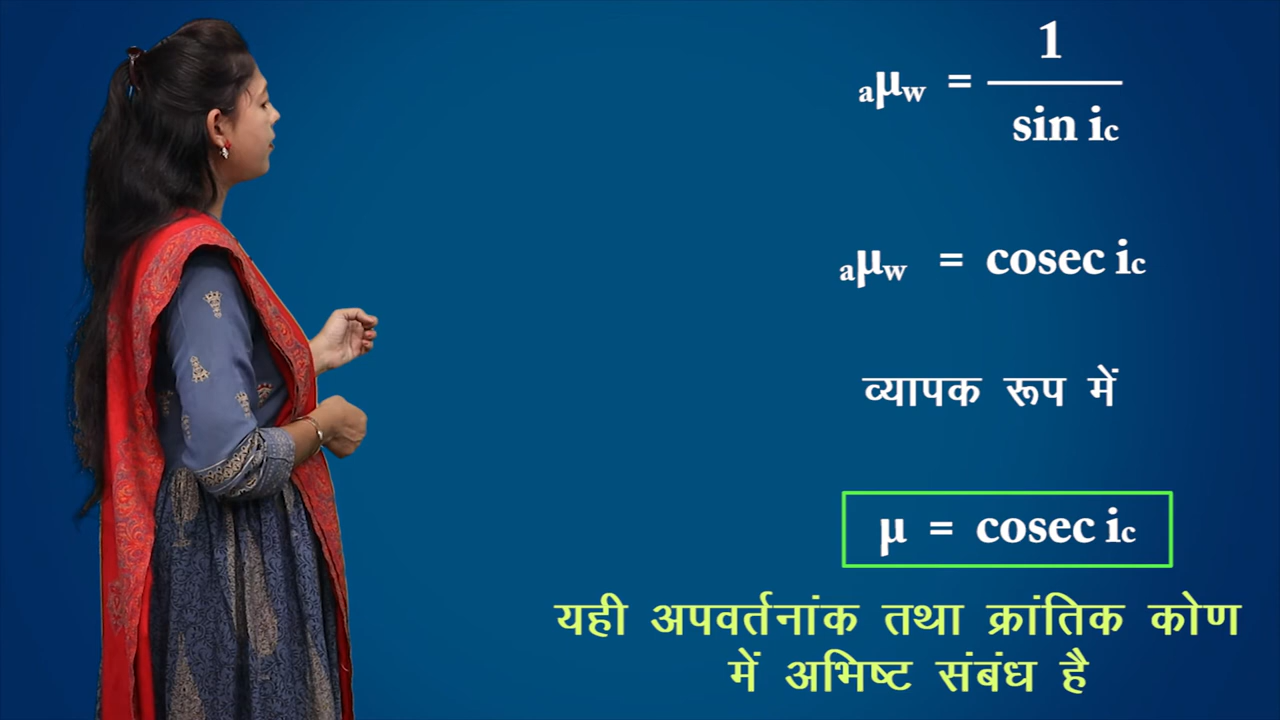 aμw = 1 / sin ic
aμw = cosec ic
व्यापक रूप में
μ = cosec ic
यही अपवर्तनांक तथा क्रांतिक कोण
में अभिष्ट संबंध है